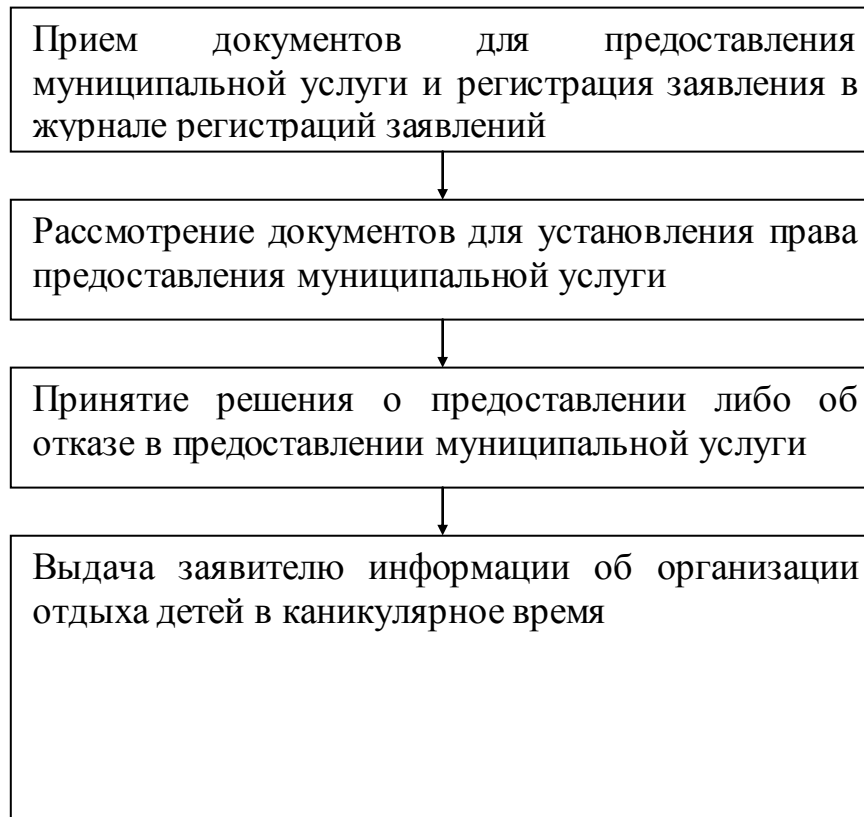 Прием документов для предоставления
муниципальной услуги и регистрация заявления в
журнале регистраций заявлений
Рассмотрение документов для установления права
предоставления муниципальной услуги
Принятие решения о предоставлении либо об
отказе в предоставлении муниципальной услуги
Выдача заявителю информации об организации
отдыха детей в каникулярное время